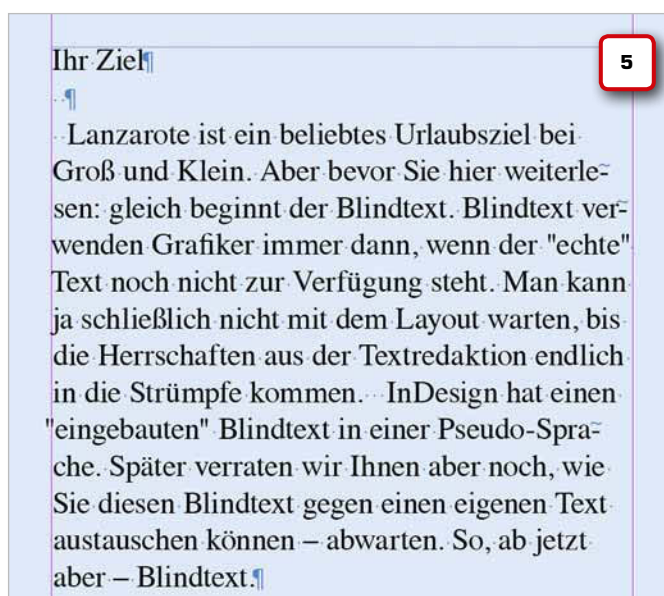 Ihr Ziel¶
5
¶
Lanzarote ist ein beliebtes Urlaubsziel bei
Groß und Klein. Aber bevor Sie hier weiterle-
sen: gleich beginnt der Blindtext. Blindtext ver-
wenden Grafiker immer dann, wenn der "echte"
Text noch nicht zur Verfügung steht. Man kann
ja schließlich nicht mit dem Layout warten, bis
die Herrschaften aus der Textredaktion endlich
in die Strümpfe kommen.   InDesign hat einen
"eingebauten" Blindtext in einer Pseudo-Spra-
che. Später verraten wir Ihnen aber noch, wie
Sie diesen Blindtext gegen einen eigenen Text
austauschen können – abwarten. So, ab jetzt
aber – Blindtext.¶